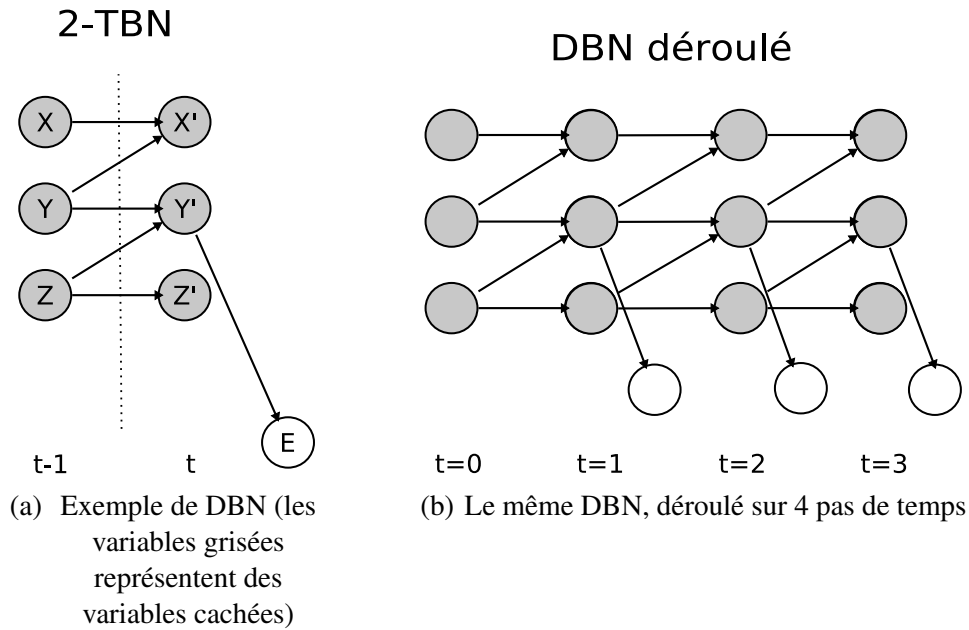 2-TBN
DBN déroulé
X
X'
Y
Y'
Z
Z'
E
t-1
t
t=0
t=1
t=2
t=3
(a) Exemple de DBN (les
variables grisées
représentent des
variables cachées)
(b) Le même DBN, déroulé sur 4 pas de temps